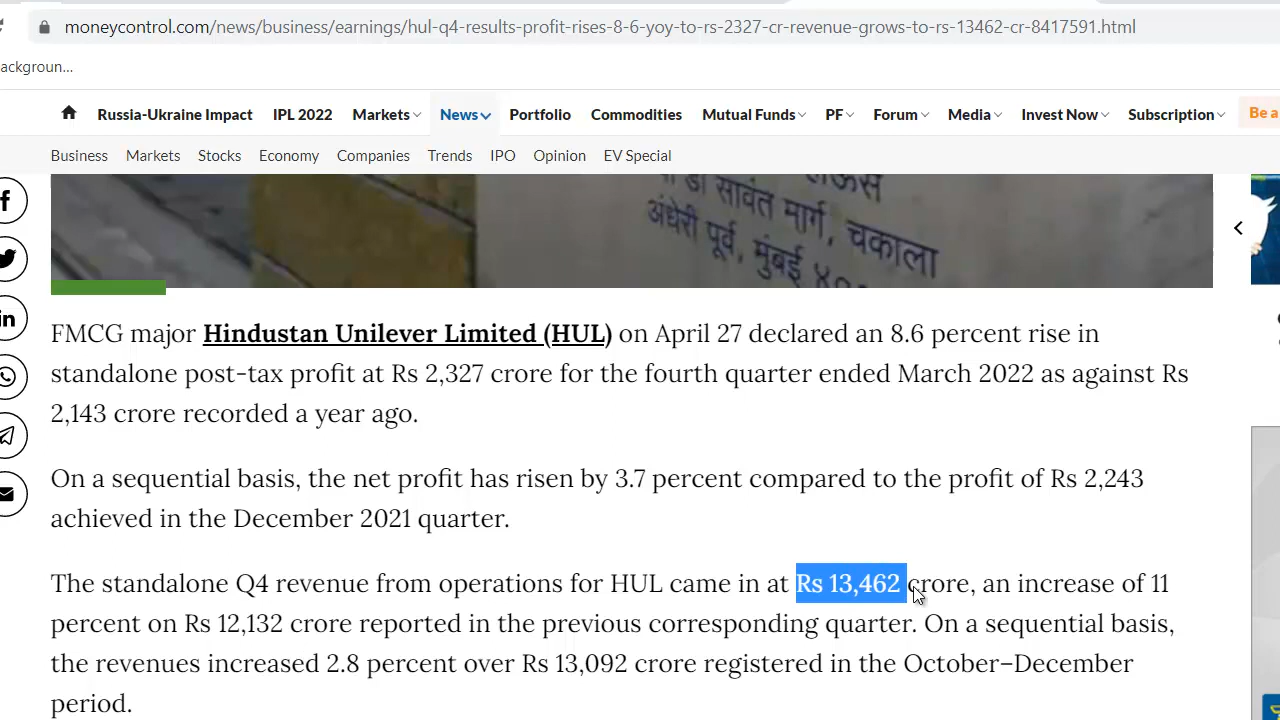 moneycontrol.com/news/business/earnings/hul-q4-results-profit-rises-8-6-yoy-to-rs-2327-cr-revenue-grows-to-rs-13462-cr-8417591.html
ackgroun...
Russia-Ukraine Impact IPL 2022 Markets News Portfolio Commodities Mutual Funds PF Forum Media Invest Now Subscription Be a
Business Markets Stocks Economy Companies Trends IPO Opinion EV Special
सावंत मार्ग, चकाला
अंधेरी पूर्व, मुंबई
FMCG major Hindustan Unilever Limited (HUL) on April 27 declared an 8.6 percent rise in
standalone post-tax profit at Rs 2,327 crore for the fourth quarter ended March 2022 as against Rs
2,143 crore recorded a year ago.
On a sequential basis, the net profit has risen by 3.7 percent compared to the profit of Rs 2,243
achieved in the December 2021 quarter.
The standalone Q4 revenue from operations for HUL came in at Rs 13,462 crore, an increase of 11
percent on Rs 12,132 crore reported in the previous corresponding quarter. On a sequential basis,
the revenues increased 2.8 percent over Rs 13,092 crore registered in the October–December
period.